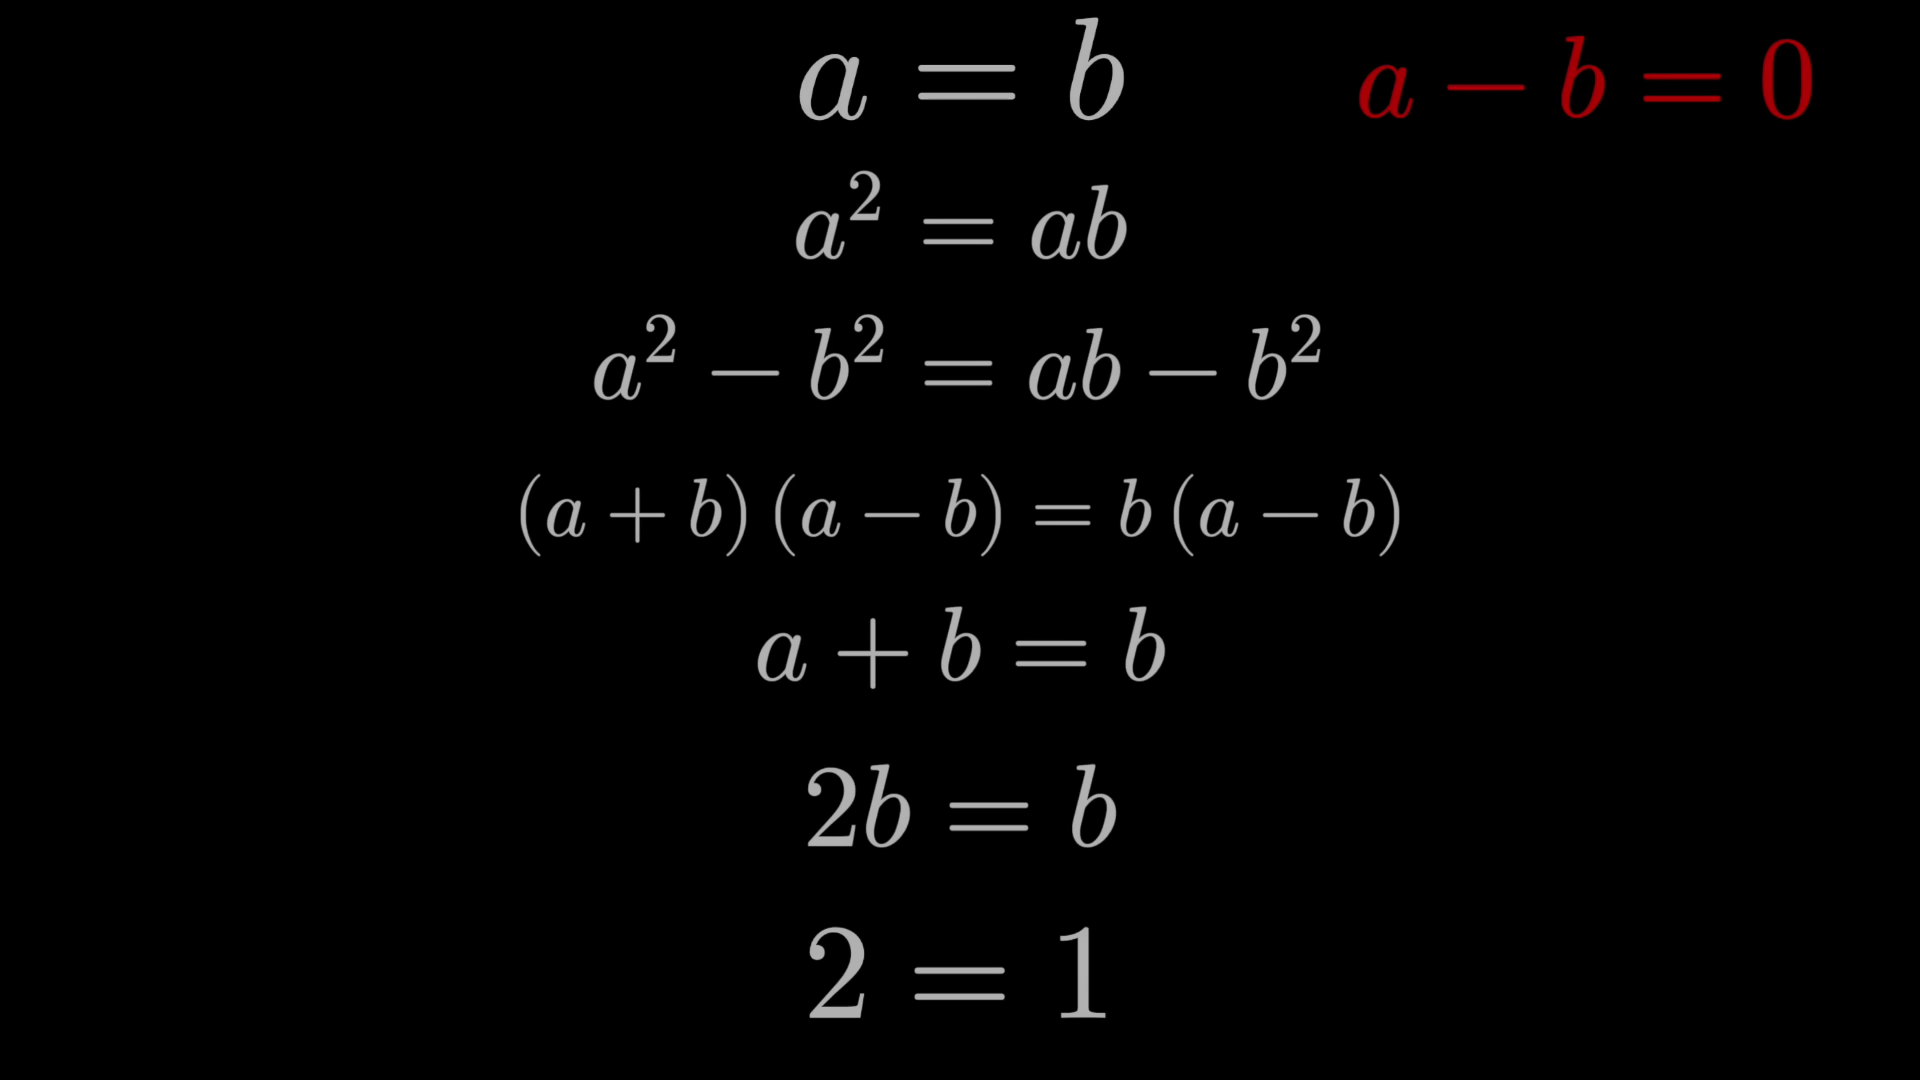 a = b
a − b = 0
a² = ab
a² − b² = ab − b²
(a + b) (a − b) = b (a − b)
a + b = b
2b = b
2 = 1